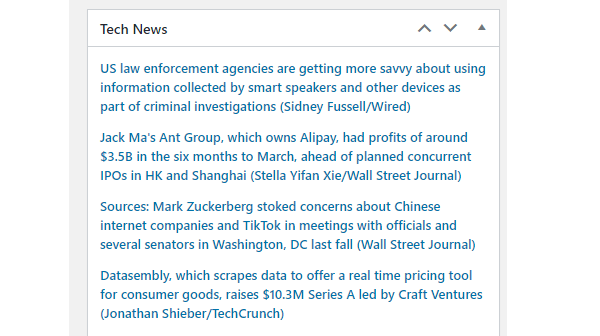 Tech News
US law enforcement agencies are getting more savvy about using
information collected by smart speakers and other devices as
part of criminal investigations (Sidney Fussell/Wired)
Jack Ma's Ant Group, which owns Alipay, had profits of around
$3.5B in the six months to March, ahead of planned concurrent
IPOs in HK and Shanghai (Stella Yifan Xie/Wall Street Journal)
Sources: Mark Zuckerberg stoked concerns about Chinese
internet companies and TikTok in meetings with officials and
several senators in Washington, DC last fall (Wall Street Journal)
Datasembly, which scrapes data to offer a real time pricing tool
for consumer goods, raises $10.3M Series A led by Craft Ventures
(Jonathan Shieber/TechCrunch)